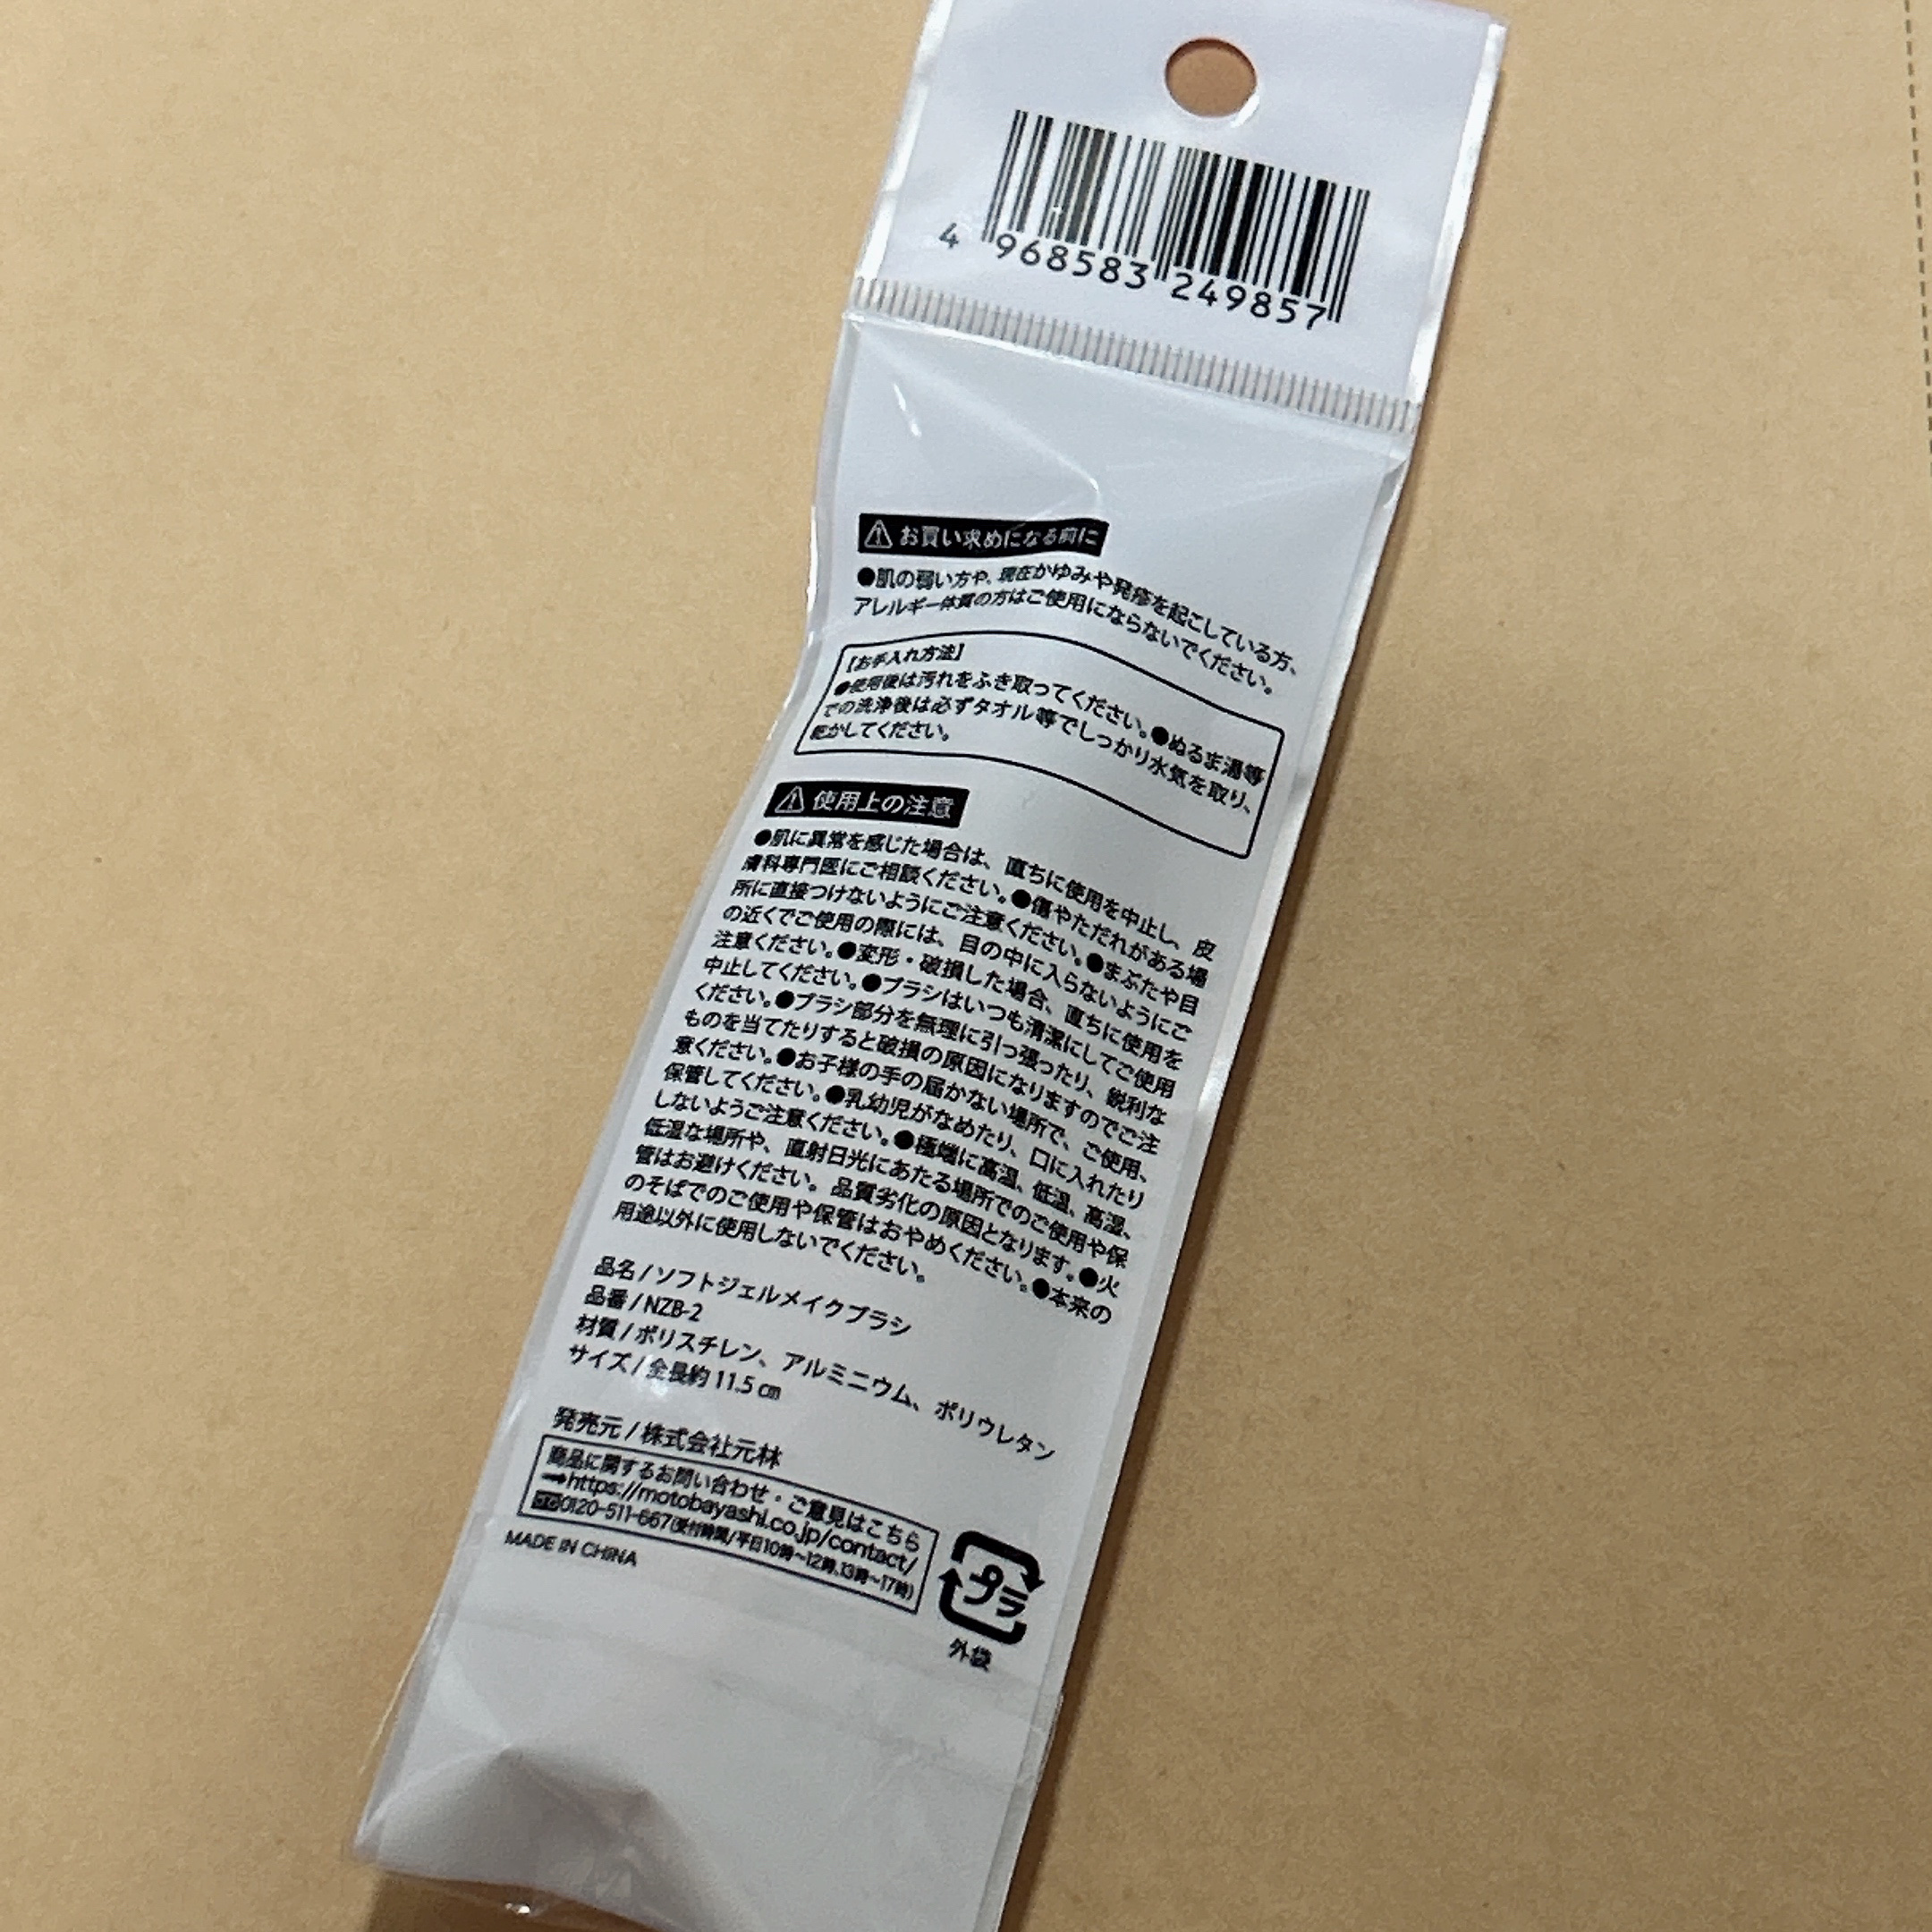 4 968583 249857
お買い求めになる前に
●肌の弱い方や、現在かゆみや発疹を起こしている方、
アレルギー体質の方はご使用にならないでください。
【お手入れ方法】
●使用後は汚れをふき取ってください。●ぬるま湯等
での洗浄後は必ずタオル等でしっかり水気を取り、
乾かしてください。
使用上の注意
●肌に異常を感じた場合は、直ちに使用を中止し、皮
膚科専門医にご相談ください。●傷やただれがある場
所に直接つけないようにご注意ください。●まぶたや目
の近くでご使用の際には、目の中に入らないようにご
注意ください。●変形・破損した場合、直ちに使用を
中止してください。●ブラシはいつも清潔にしてご使用
ください。●ブラシ部分を無理に引っ張ったり、鋭利な
ものを当てたりすると破損の原因になりますのでご注
意ください。●お子様の手の届かない場所で、ご使用、
保管してください。●乳幼児がなめたり、口に入れたり
しないようご注意ください。●極端に高温、低温、高湿、
低湿な場所や、直射日光にあたる場所でのご使用や保
管はお避けください。品質劣化の原因となります。●火
のそばでのご使用や保管はおやめください。●本来の
用途以外に使用しないでください。
品名/ソフトジェルメイクブラシ
品番/NZB-2
材質/ポリスチレン、アルミニウム、ポリウレタン
サイズ/全長約11.5㎝
発売元/株式会社元林
商品に関するお問い合わせ・ご意見はこちら
➞https://motobayashi.co.jp/contact/
0120-511-667(受付時間/平日10時~12時、13時~17時)
MADE IN CHINA
プラ
外袋